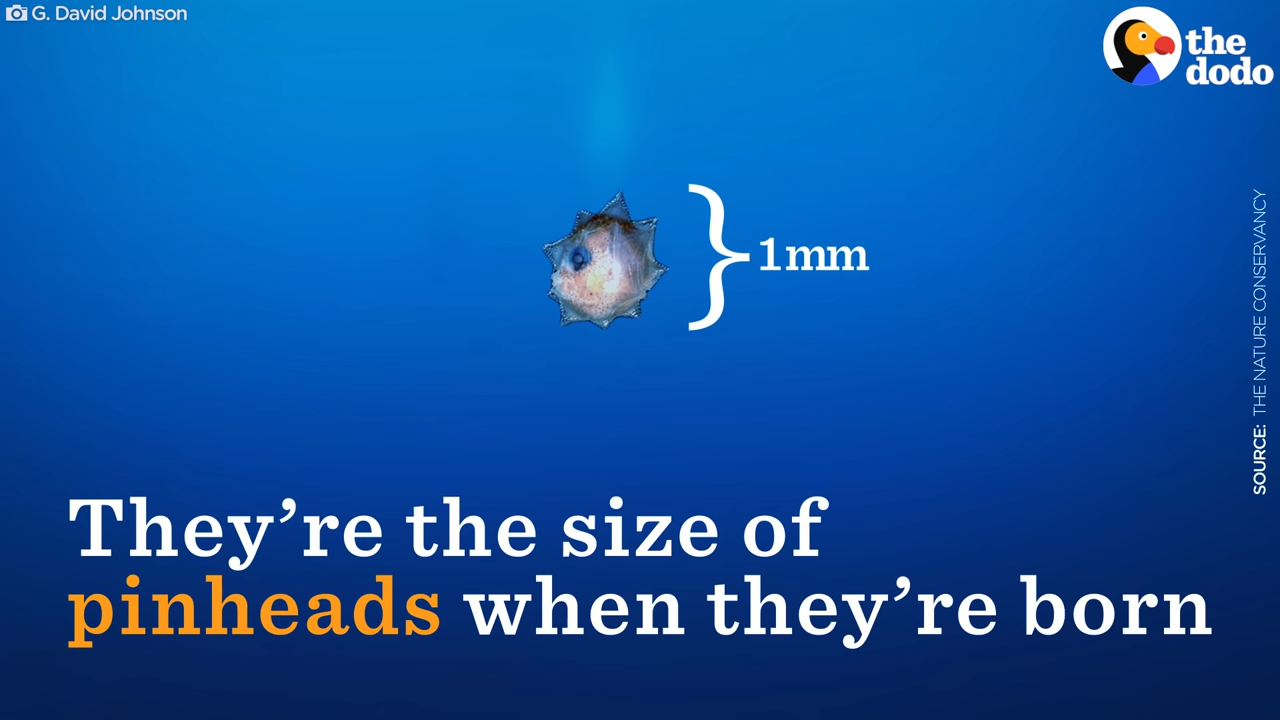 G. David Johnson
the
dodo
1mm
SOURCE: THE NATURE CONSERVANCY
They’re the size of
pinheads when they’re born